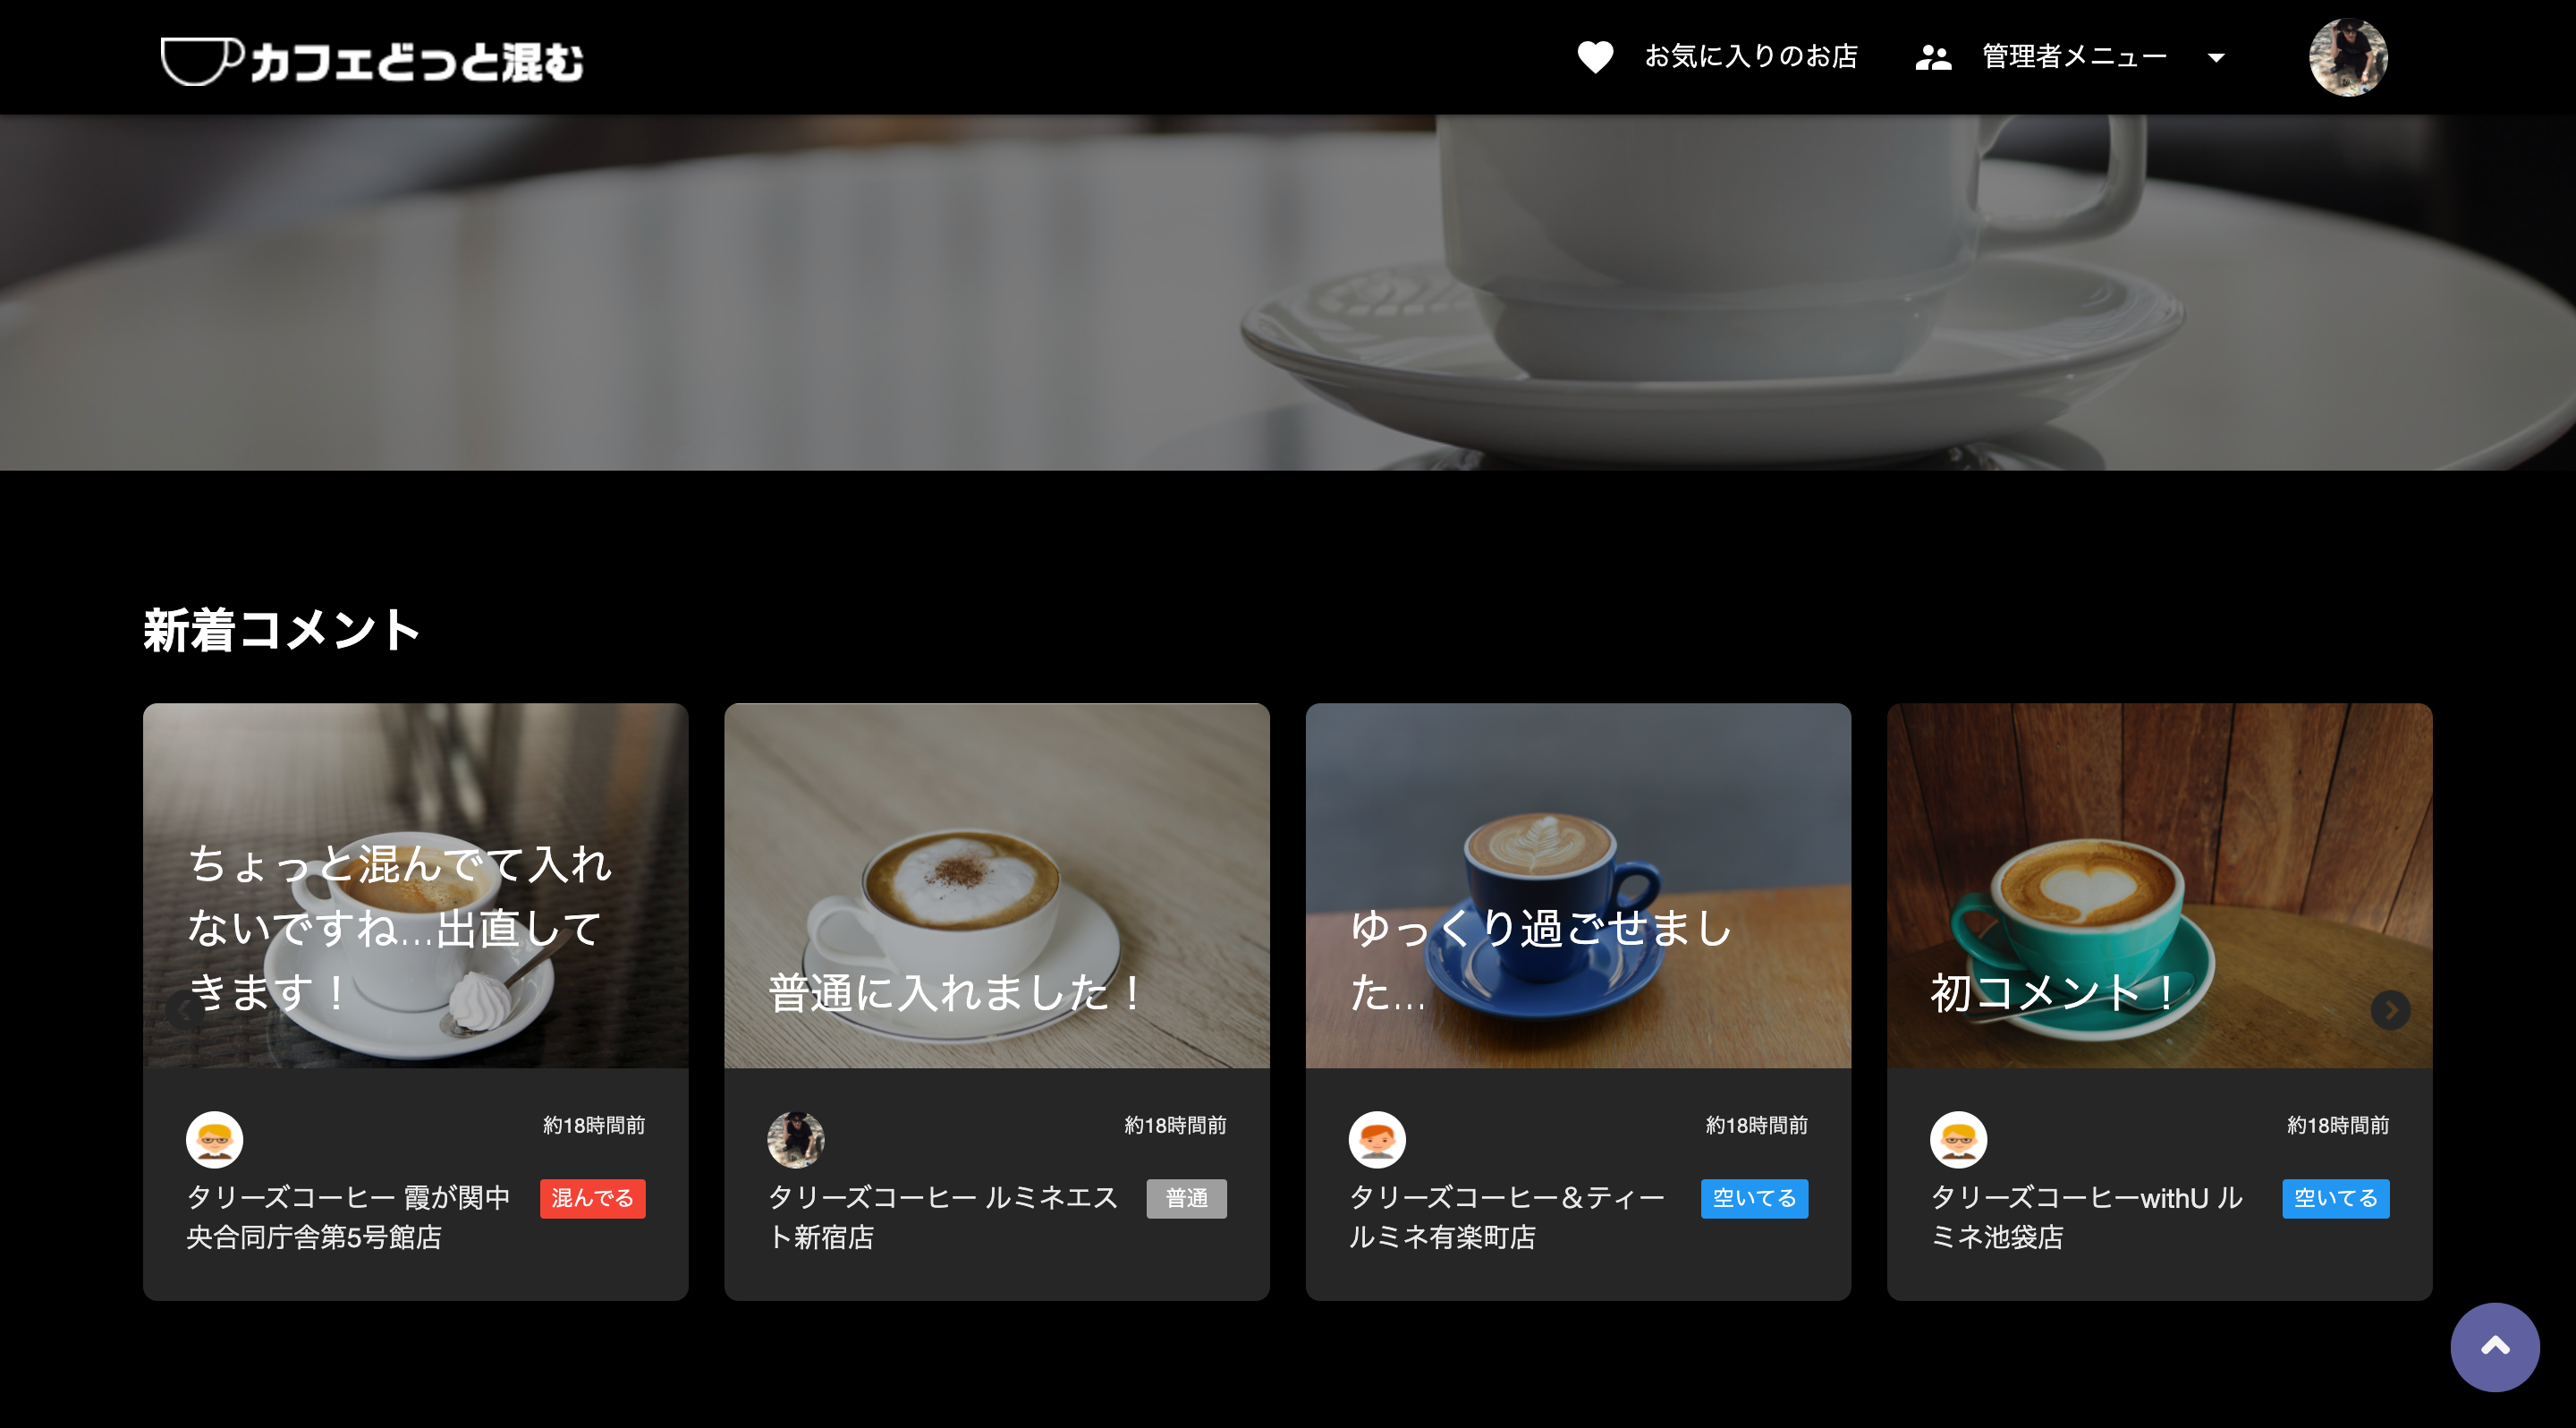 カフェどっと混む
お気に入りのお店
管理者メニュー
新着コメント
ちょっと混んでて入れ
ないですね...出直して
きます！
約18時間前
タリーズコーヒー 霞が関中
央合同庁舎第5号館店
混んでる
普通に入れました！
約18時間前
タリーズコーヒー ルミネエス
ト新宿店
普通
ゆっくり過ごせまし
た...
約18時間前
タリーズコーヒー＆ティー
ルミネ有楽町店
空いてる
初コメント！
約18時間前
タリーズコーヒーwithU ル
ミネ池袋店
空いてる